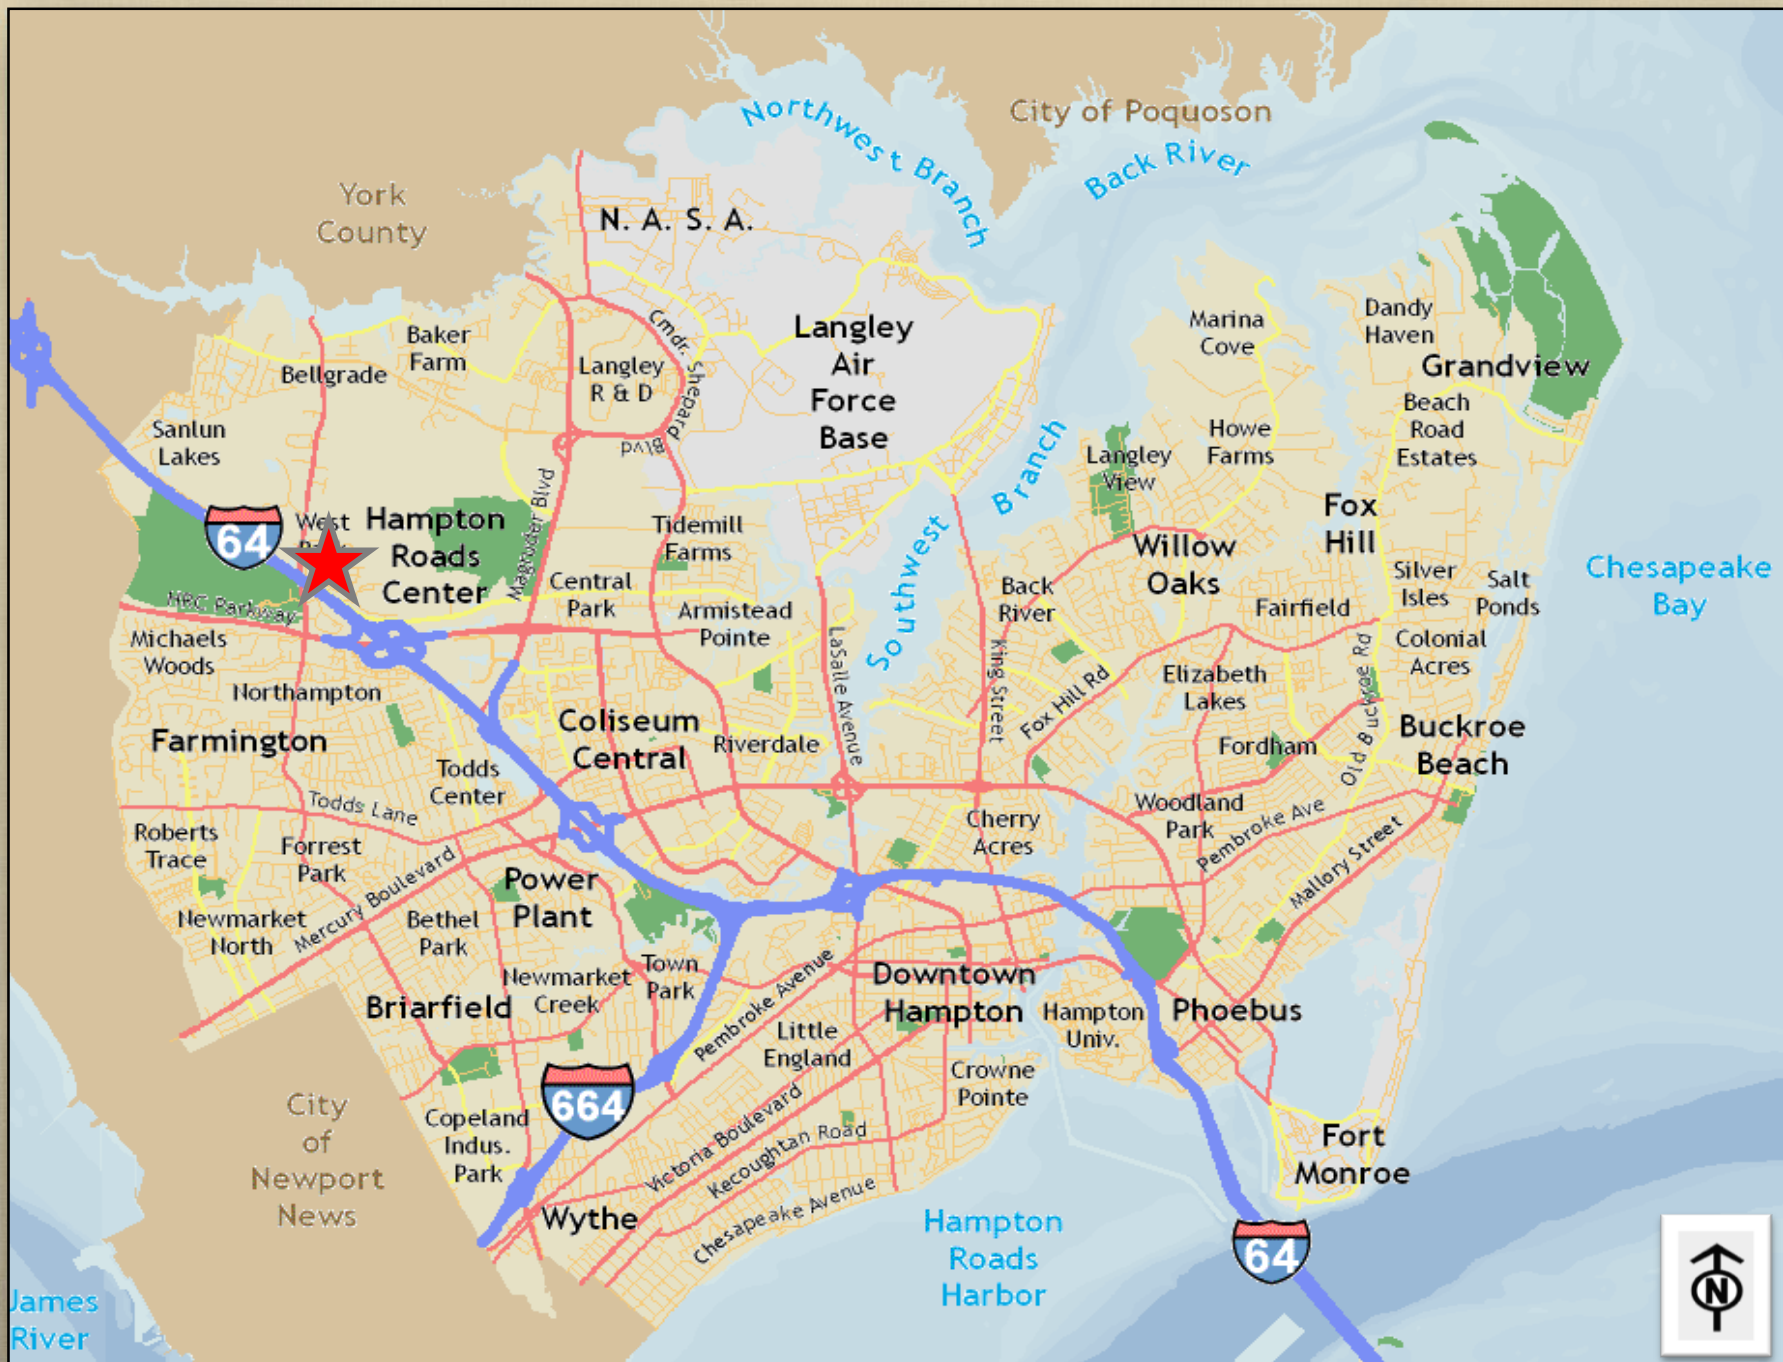 Northwest Branch
City of Poquoson
Back River
York
County
N. A. S. A.
Langley
Air
Force
Base
Cmdr. Shepard
Blvd
Marina
Cove
Dandy
Haven
Grandview
Baker
Farm
Bellgrade
Langley
R & D
Sanlun
Lakes
Beach
Road
Estates
Howe
Farms
Langley
View
Branch
Southwest
64
West
Hampton
Roads
Center
Magruder Blvd
Tidemill
Farms
Fox
Hill
Willow
Oaks
Chesapeake
Bay
Silver
Isles
Salt
Ponds
Central
Park
Back
River
Fairfield
HRC Parkway
Armistead
Pointe
Michaels
Woods
LaSalle Avenue
King Street
Colonial
Acres
Old Buckroe Rd
Elizabeth
Lakes
Fox Hill Rd
Northampton
Farmington
Coliseum
Central
Riverdale
Fordham
Buckroe
Beach
Todds
Center
Todds Lane
Woodland
Park
Pembroke Ave
Cherry
Acres
Roberts
Trace
Forrest
Park
Mercury Boulevard
Mallory Street
Power
Plant
Newmarket
North
Bethel
Park
Newmarket
Creek
Town
Park
Pembroke Avenue
Downtown
Hampton
Briarfield
Hampton
Univ.
Phoebus
Little
England
Crowne
Pointe
664
City
of
Newport
News
Copeland
Indus.
Park
Victoria Boulevard
Kecoughtan Road
Chesapeake Avenue
Fort
Monroe
Wythe
Hampton
Roads
Harbor
64
James
River
N